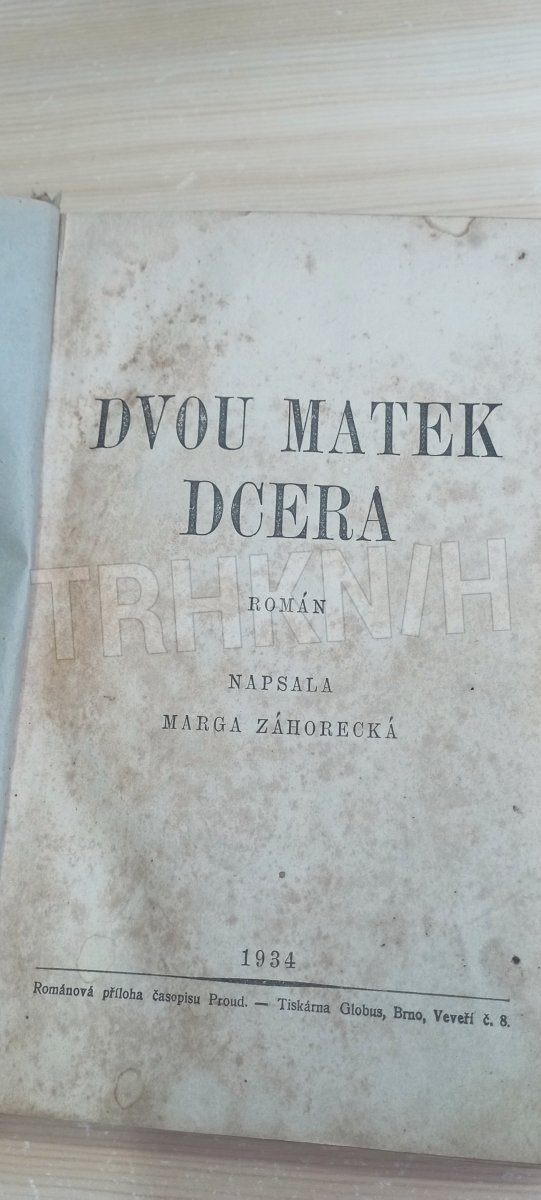 DVOU MATEK
DCERA
TRHKNIH
ROMÁN
NAPSALA
MARGA ZÁHORECKÁ
1934
Románová příloha časopisu Proud. — Tiskárna Globus, Brno, Veveří č. 8.